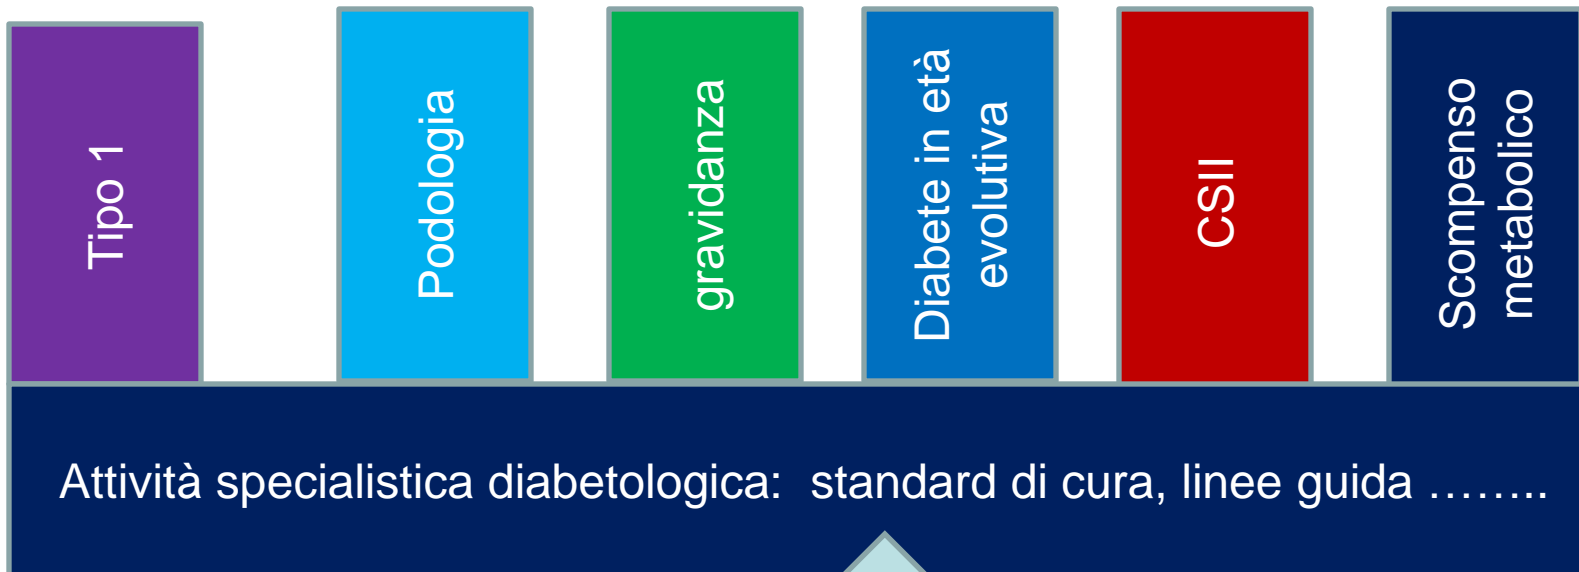 Tipo 1
Podologia
gravidanza
Diabete in età
evolutiva
CSII
Scompenso
metabolico
Attività specialistica diabetologica:  standard di cura, linee guida ……..